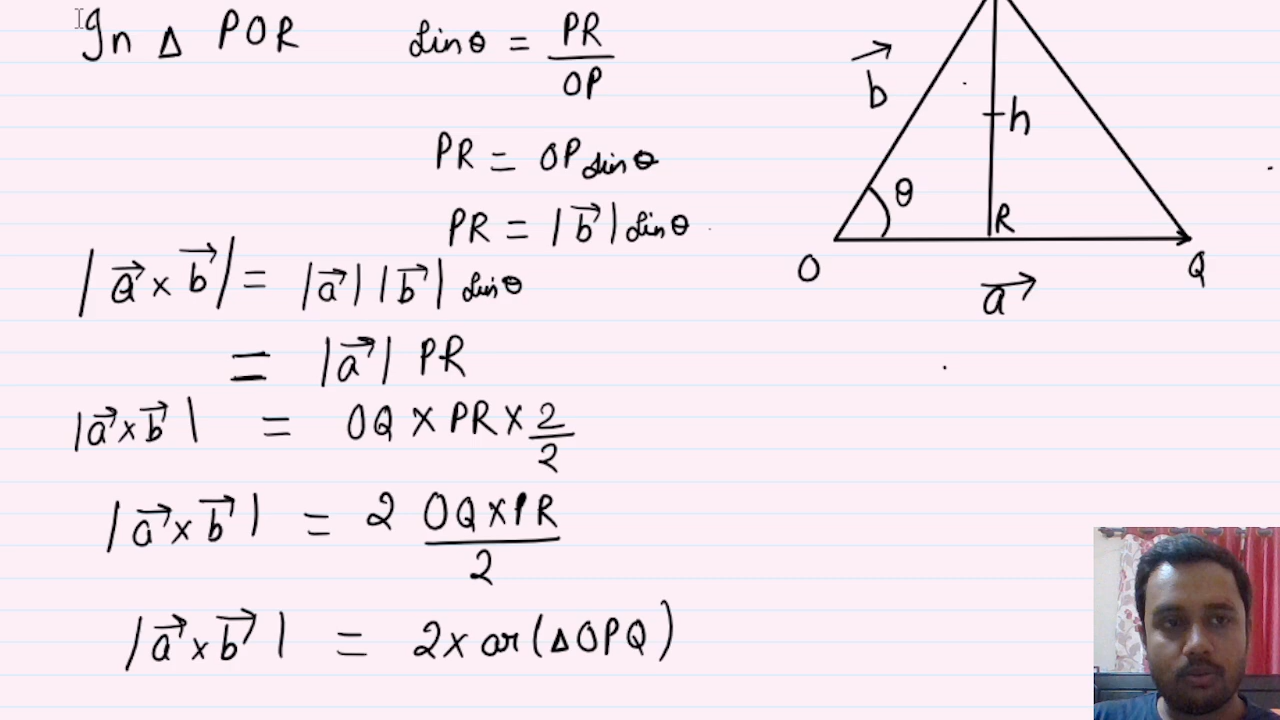 In Δ POR sinθ = PR/OP
PR = OP sinθ
PR = |b⃗| sinθ
|a⃗ × b⃗| = |a⃗| |b⃗| sinθ
= |a⃗| PR
|a⃗ × b⃗| = OQ × PR × 2/2
|a⃗ × b⃗| = 2 OQ × PR/2
|a⃗ × b⃗| = 2 × ar(ΔOPQ)
b⃗
h
θ
R
O
Q
a⃗